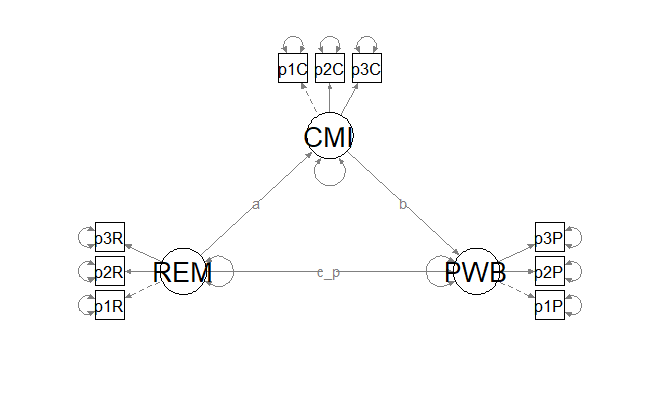 p1C p2C p3C
CMI
a b
p3R p3P
p2R REM c_p PWB p2P
p1R p1P